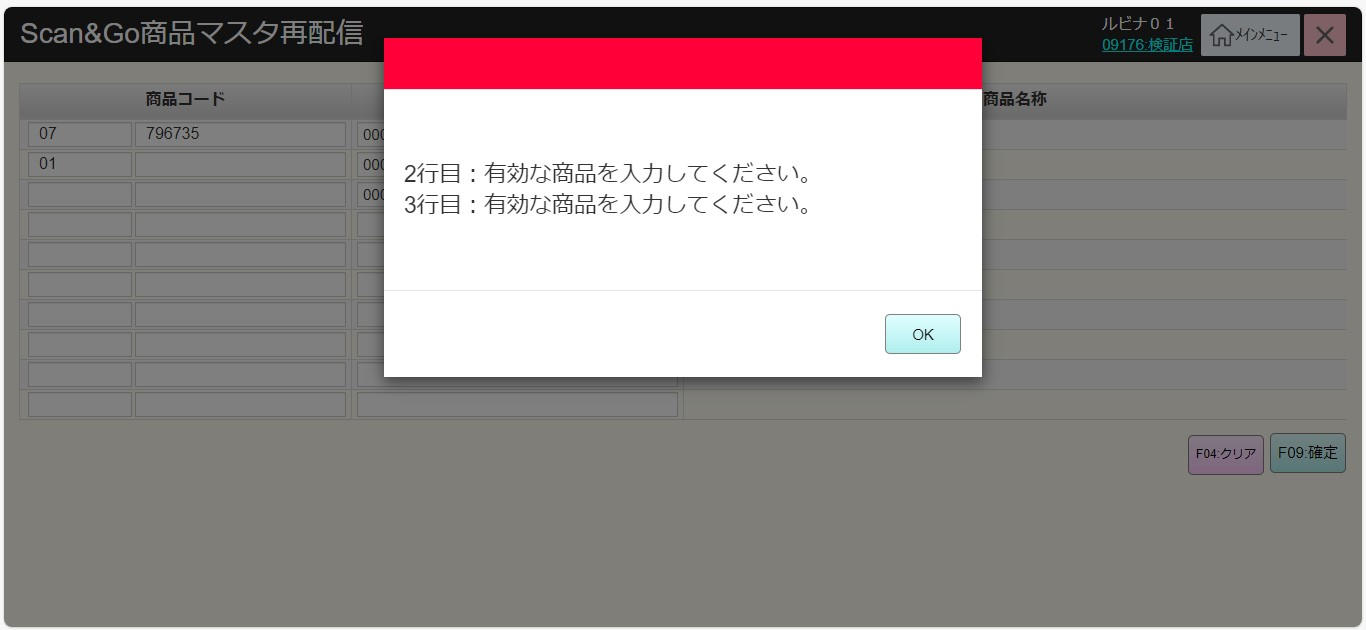 Scan&Go商品マスタ再配信
ルビナ０１
09176:検証店
メインメニュー
商品コード
商品名称
07 796735 000
01 000
000
2行目：有効な商品を入力してください。
3行目：有効な商品を入力してください。
OK
F04:クリア
F09:確定